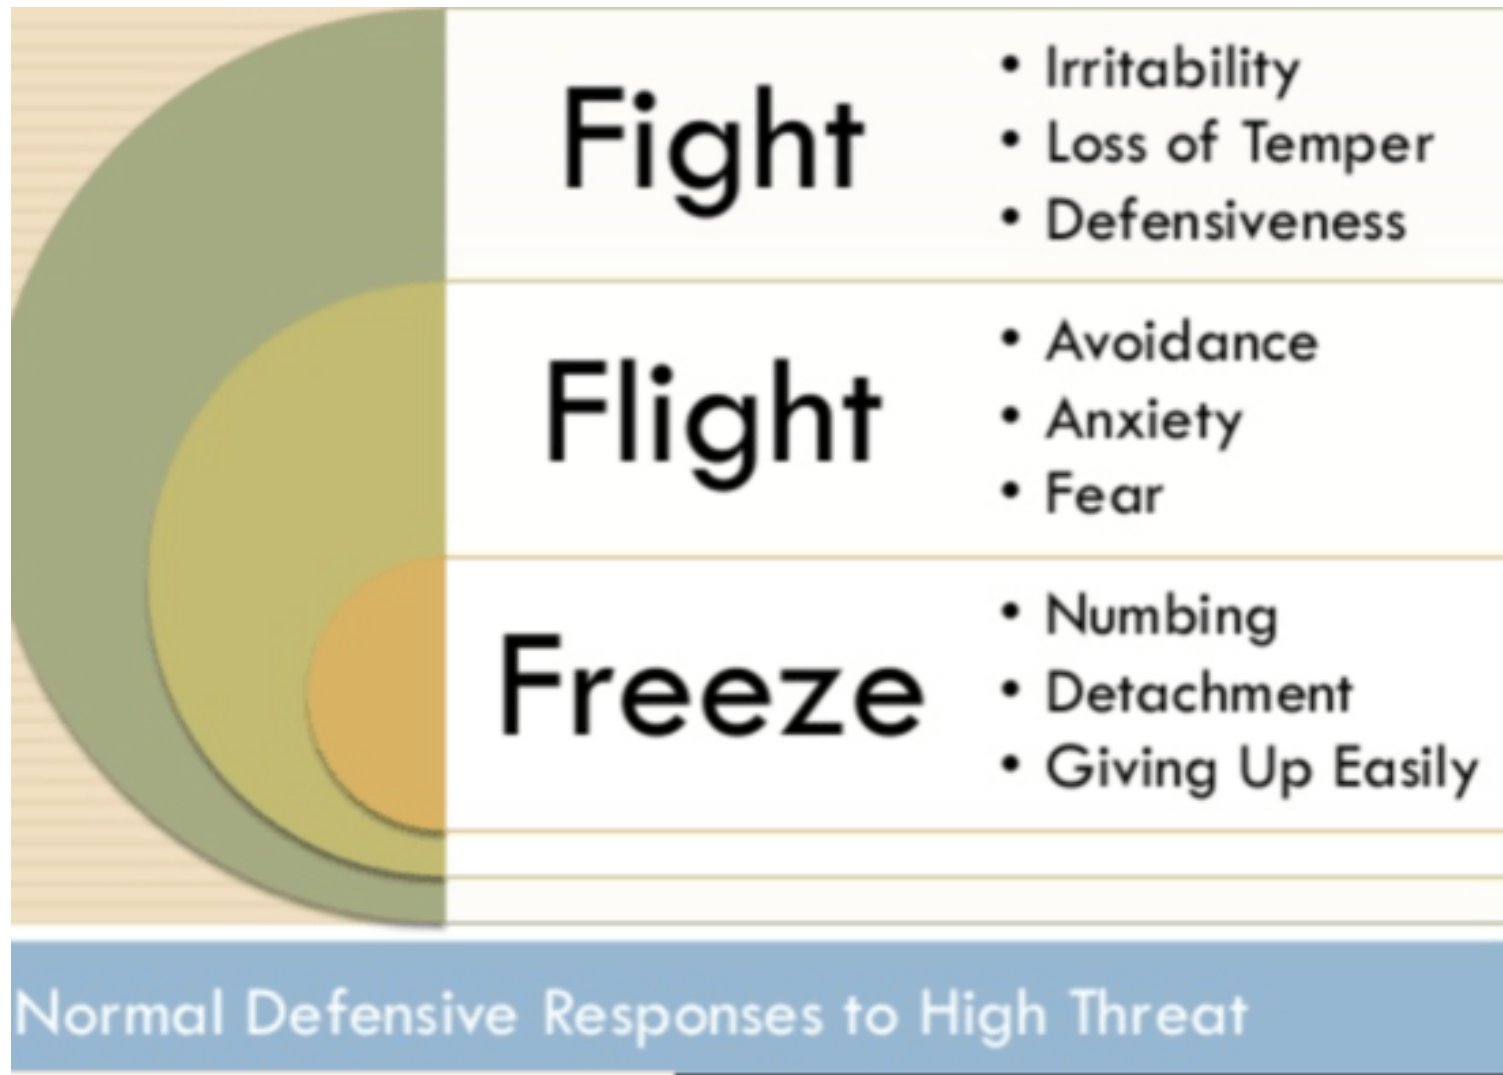 Fight
• Irritability
• Loss of Temper
• Defensiveness
Flight
• Avoidance
• Anxiety
• Fear
Freeze
• Numbing
• Detachment
• Giving Up Easily
Normal Defensive Responses to High Threat